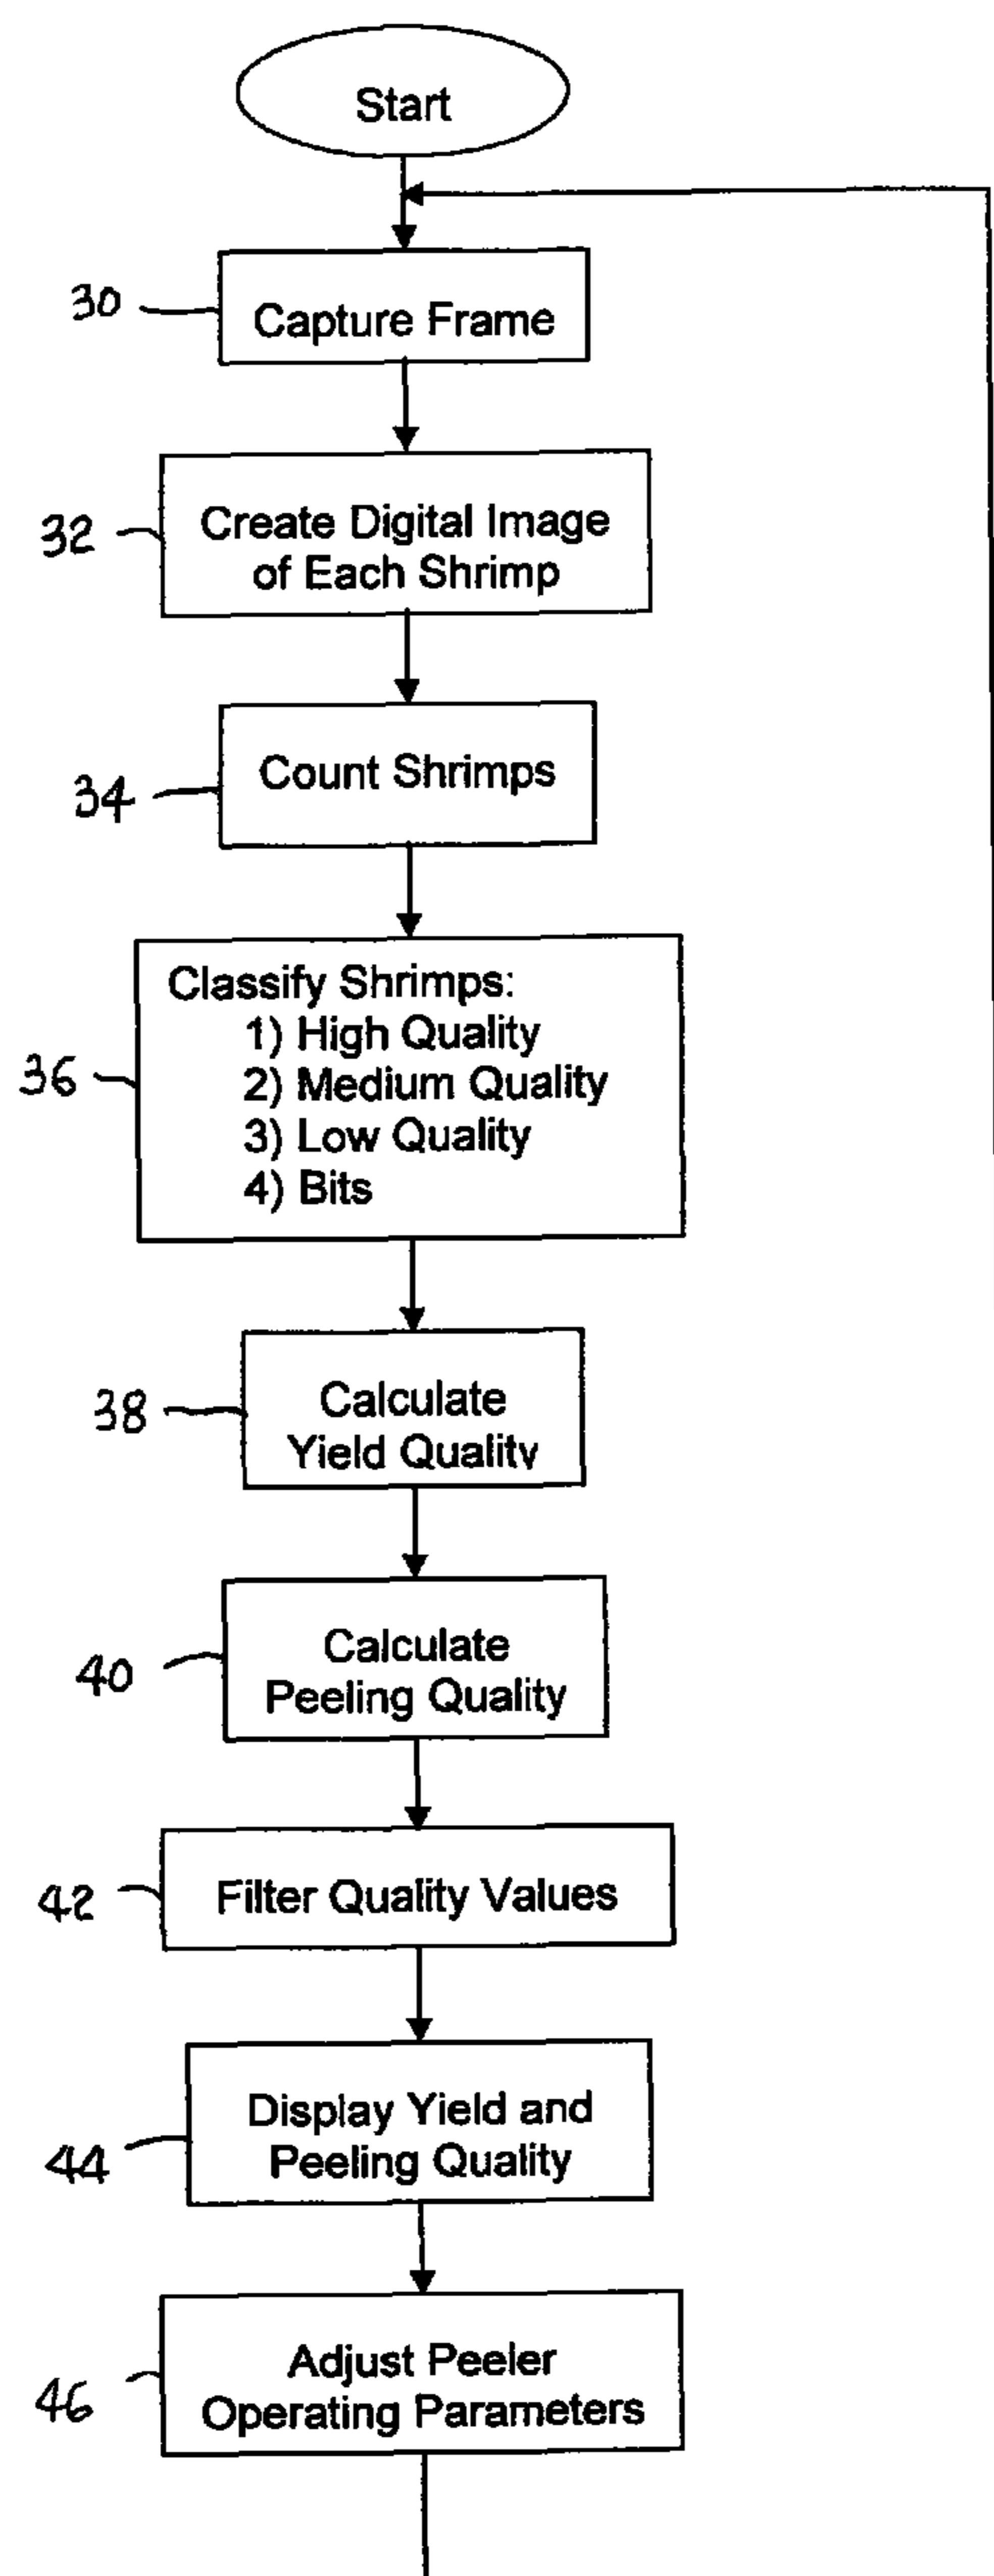 Start
30
Capture Frame
32
Create Digital Image
of Each Shrimp
34
Count Shrimps
36
Classify Shrimps:
1) High Quality
2) Medium Quality
3) Low Quality
4) Bits
38
Calculate
Yield Quality
40
Calculate
Peeling Quality
42
Filter Quality Values
44
Display Yield and
Peeling Quality
46
Adjust Peeler
Operating Parameters